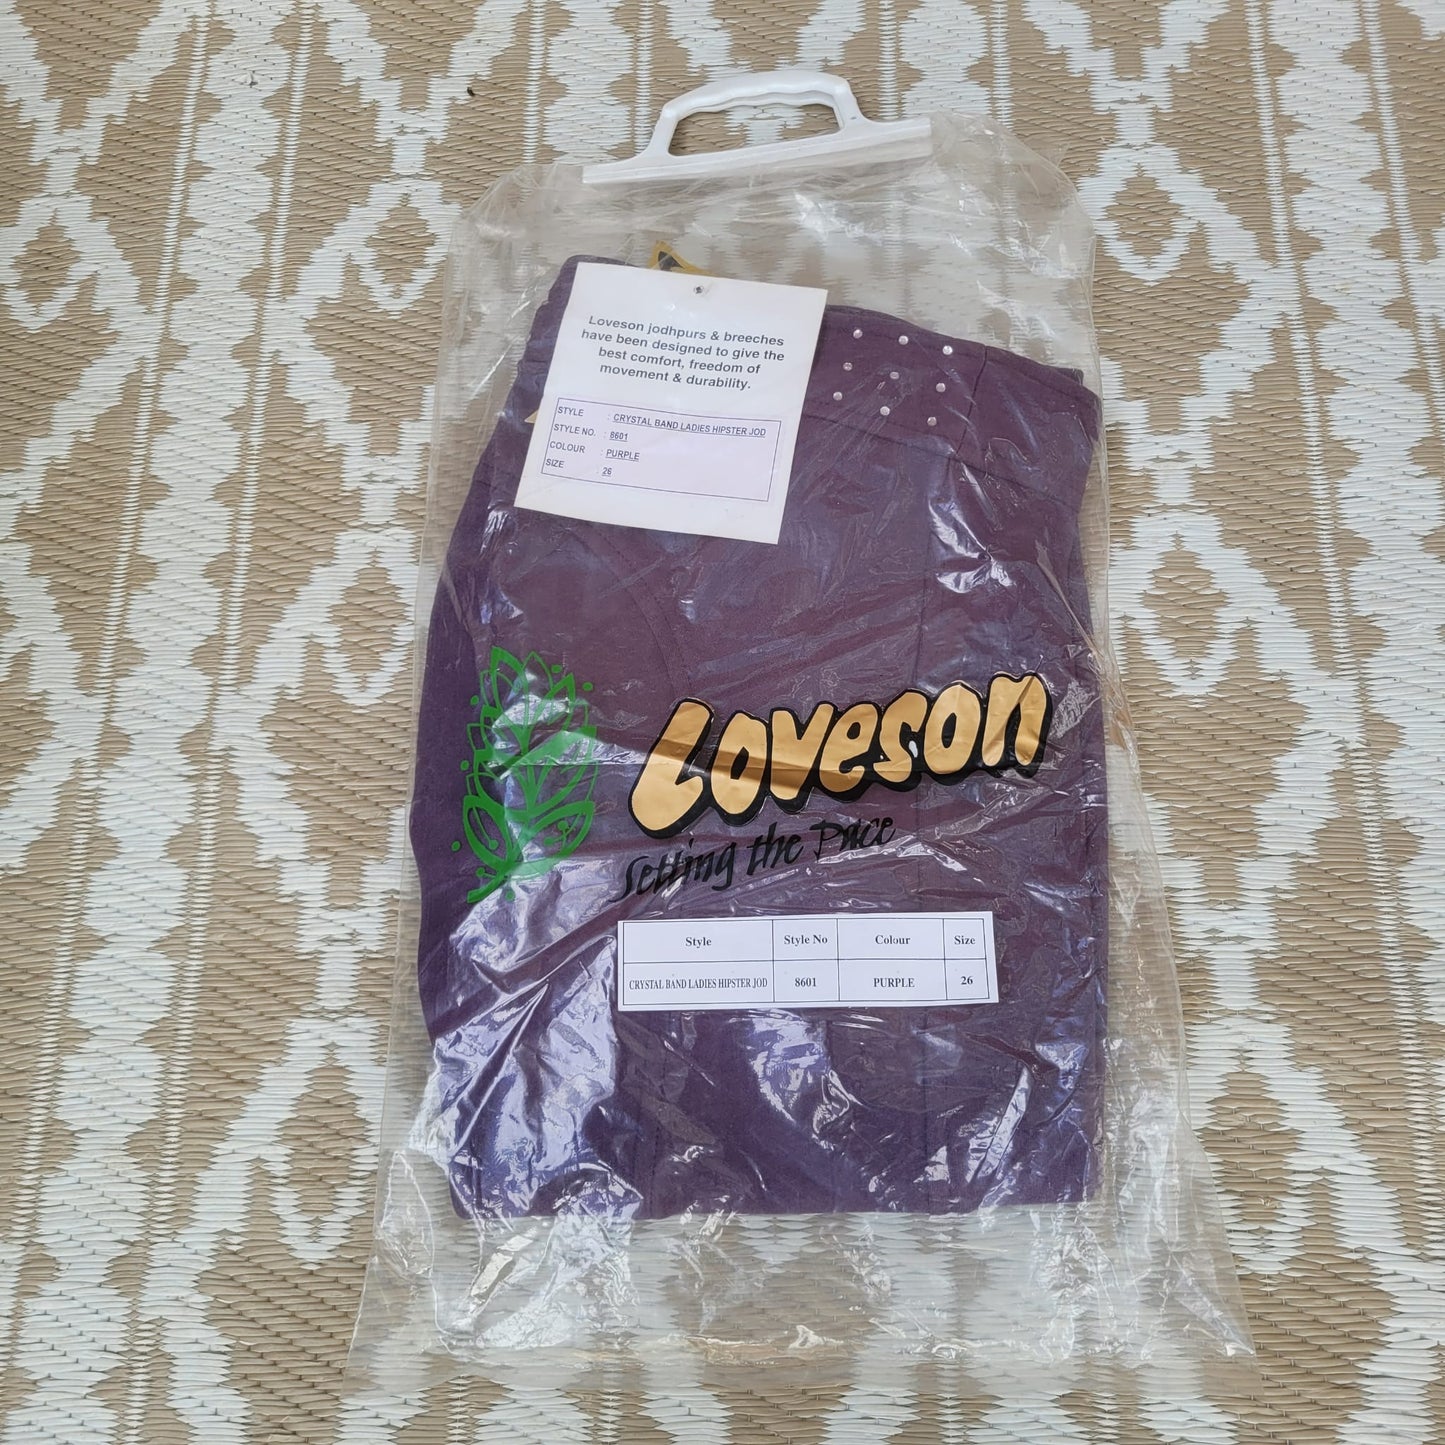 Loveson jodhpurs & breeches
have been designed to give the
best comfort, freedom of
movement & durability.
STYLE : CRYSTAL BAND LADIES HIPSTER JOD
STYLE NO. : 8601
COLOUR : PURPLE
SIZE : 26
Loveson
Setting the Pace
Style Style No Colour Size
CRYSTAL BAND LADIES HIPSTER JOD 8601 PURPLE 26